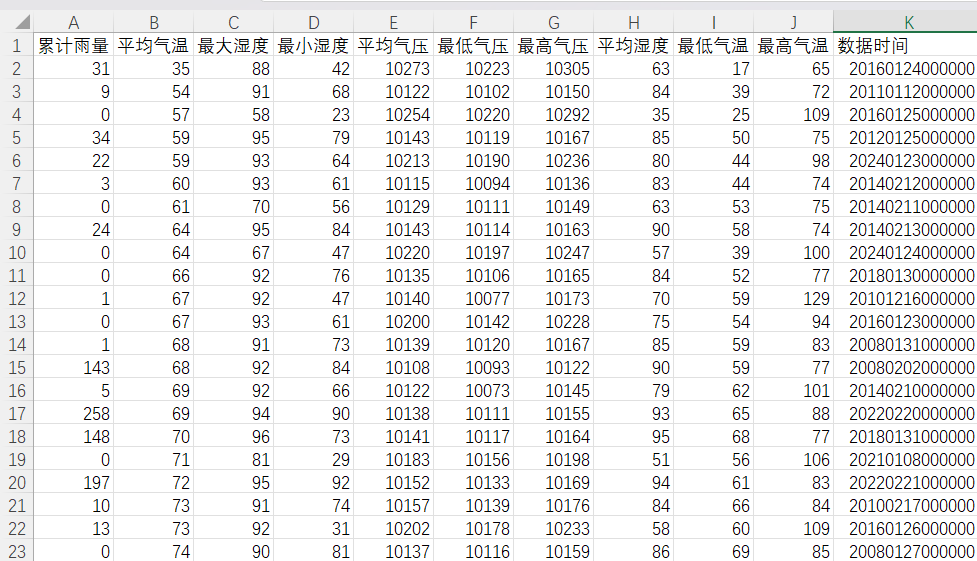 A B C D E F G H I J K
1 累计雨量 平均气温 最大湿度 最小湿度 平均气压 最低气压 最高气压 平均湿度 最低气温 最高气温 数据时间
2 31 35 88 42 10273 10223 10305 63 17 65 20160124000000
3 9 54 91 68 10122 10102 10150 84 39 72 20110112000000
4 0 57 58 23 10254 10220 10292 35 25 109 20160125000000
5 34 59 95 79 10143 10119 10167 85 50 75 20120125000000
6 22 59 93 64 10213 10190 10236 80 44 98 20240123000000
7 3 60 93 61 10115 10094 10136 83 44 74 20140212000000
8 0 61 70 56 10129 10111 10149 63 53 75 20140211000000
9 24 64 95 84 10143 10114 10163 90 58 74 20140213000000
10 0 64 67 47 10220 10197 10247 57 39 100 20240124000000
11 0 66 92 76 10135 10106 10165 84 52 77 20180130000000
12 1 67 92 47 10140 10077 10173 70 59 129 20101216000000
13 0 67 93 61 10200 10142 10228 75 54 94 20160123000000
14 1 68 91 73 10139 10120 10167 85 59 83 20080131000000
15 143 68 92 84 10108 10093 10122 90 59 77 20080202000000
16 5 69 92 66 10122 10073 10145 79 62 101 20140210000000
17 258 69 94 90 10138 10111 10155 93 65 88 20220220000000
18 148 70 96 73 10141 10117 10164 95 68 77 20180131000000
19 0 71 81 29 10183 10156 10198 51 56 106 20210108000000
20 197 72 95 92 10152 10133 10169 94 61 83 20220221000000
21 10 73 91 74 10157 10139 10176 84 66 84 20100217000000
22 13 73 92 31 10202 10178 10233 58 60 109 20160126000000
23 0 74 90 81 10137 10116 10159 86 69 85 20080127000000